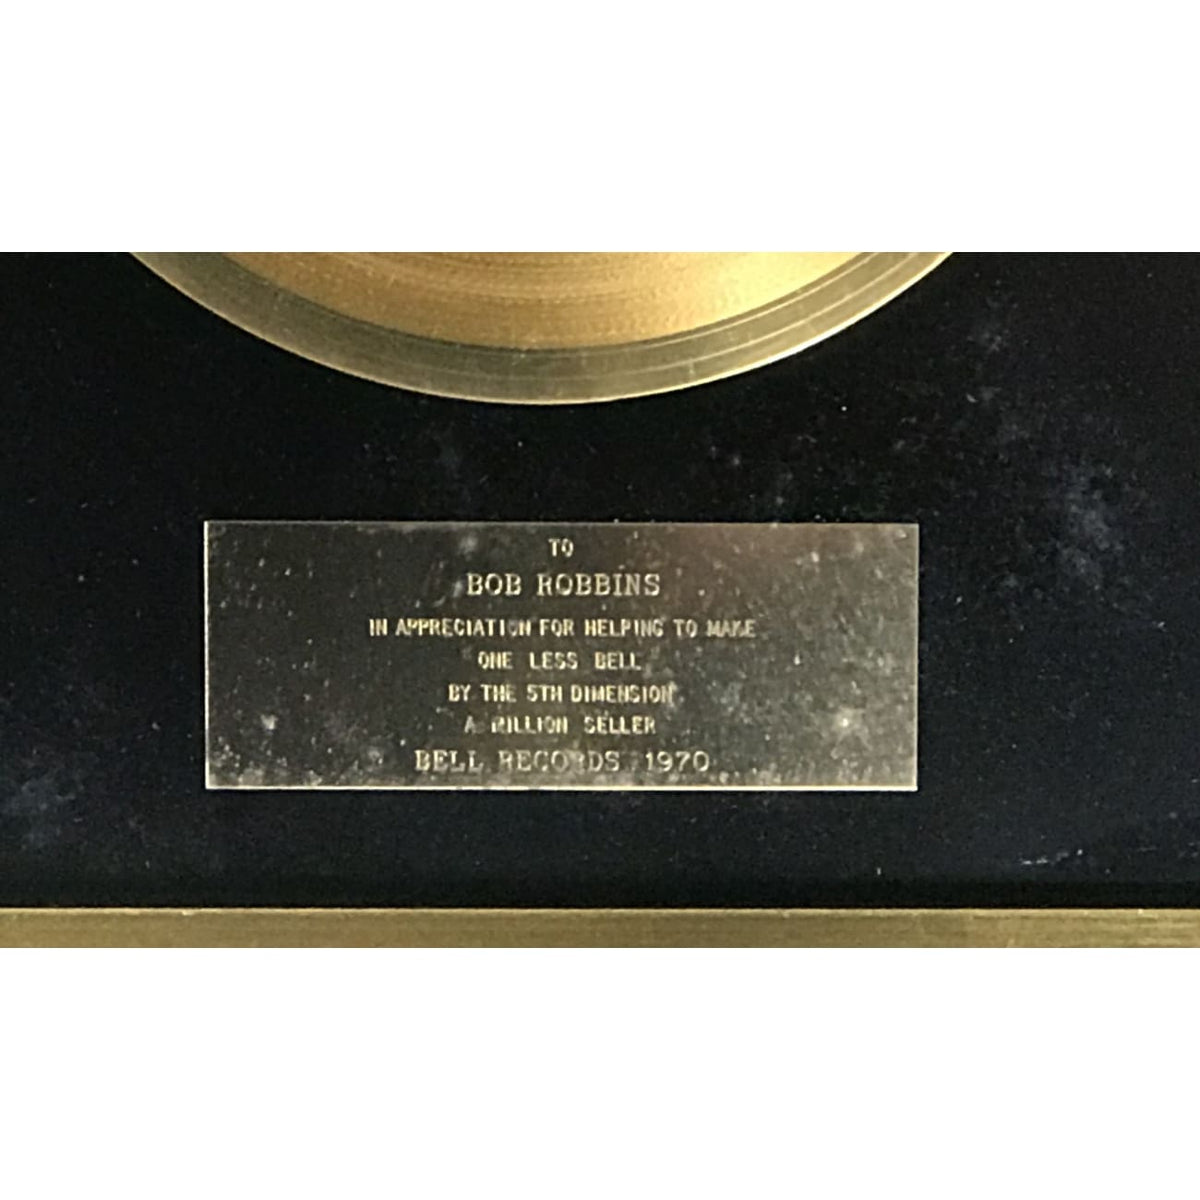 TO
BOB ROBBINS
IN APPRECIATION FOR HELPING TO MAKE
ONE LESS BELL
BY THE 5TH DIMENSION
A MILLION SELLER
BELL RECORDS 1970